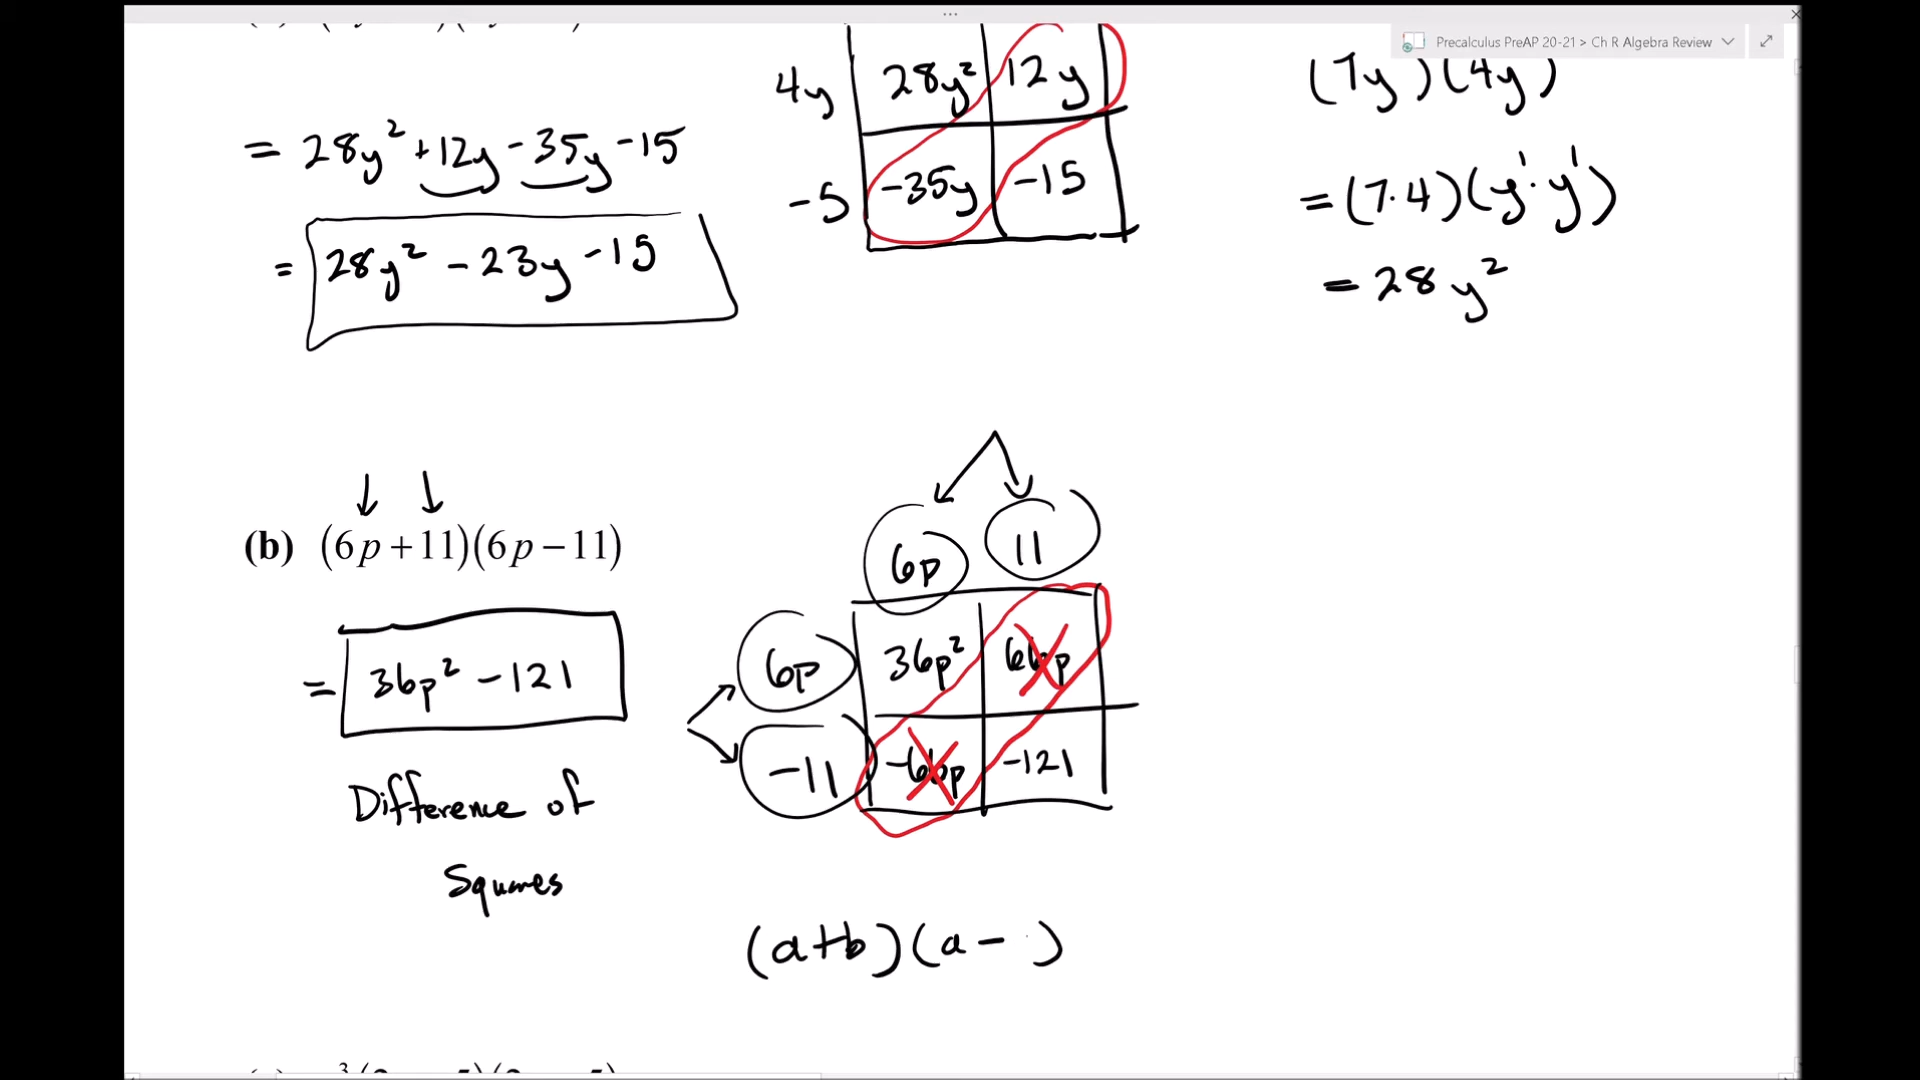 Precalculus PreAP 20-21 > Ch R Algebra Review
4y 28y² 12y
-5 -35y -15
= 28y² +12y -35y -15
= 28y² - 23y - 15
(7y)(4y)
= (7·4)(y¹·y¹)
= 28y²
(b) (6p+11)(6p−11)
= 36p² - 121
Difference of
Squares
6p 11
6p 36p² 66p
-11 -66p -121
(a+b)(a- )